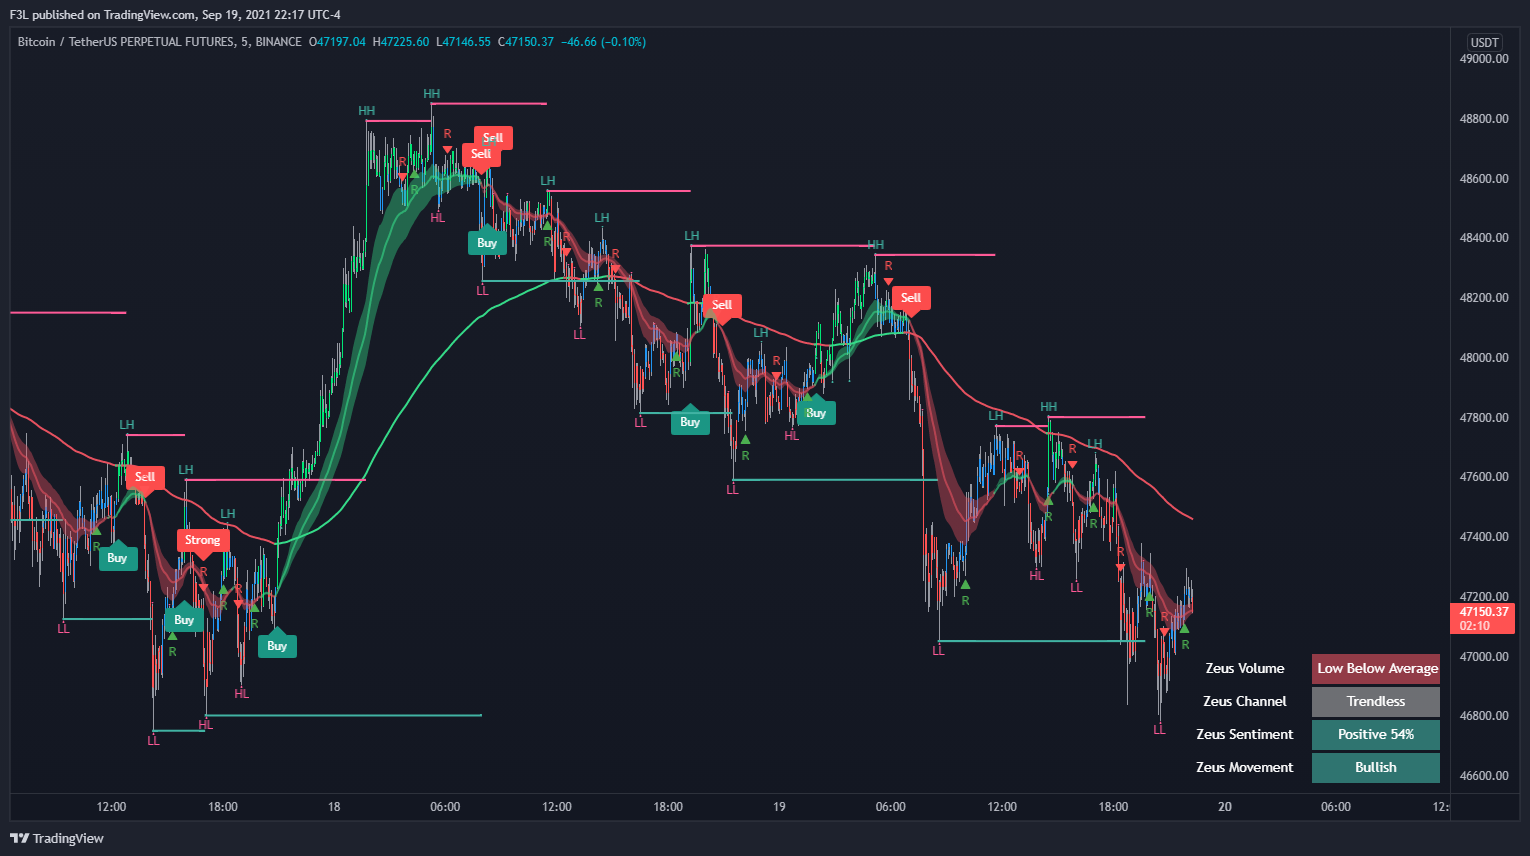 F3L published on TradingView.com, Sep 19, 2021 22:17 UTC-4
Bitcoin / TetherUS PERPETUAL FUTURES, 5, BINANCE O47197.04 H47225.60 L47146.55 C47150.37 −46.66 (−0.10%)
USDT
49000.00
HH
HH
48800.00
R
Sell
Sell
R
48600.00
R
LH
HL
LH
48400.00
LH
Buy
R
R
HH
R
R
LL
R
Sell
48200.00
Sell
LL
LH
48000.00
R
R
HH
47800.00
LH
Buy
Buy
LL
LH
HL
LH
R
R
R
LH
Sell
47600.00
LL
LH
R
R
Strong
R
47400.00
R
Buy
R
HL
LL
47200.00
R
R
R
R
R
R
47150.37
02:10
LL
Buy
R
R
Buy
R
LL
47000.00
Zeus Volume Low Below Average
HL
Zeus Channel Trendless
46800.00
HL
LL
LL
Zeus Sentiment Positive 54%
Zeus Movement Bullish
46600.00
12:00 18:00 18 06:00 12:00 18:00 19 06:00 12:00 18:00 20 06:00 12:
TradingView